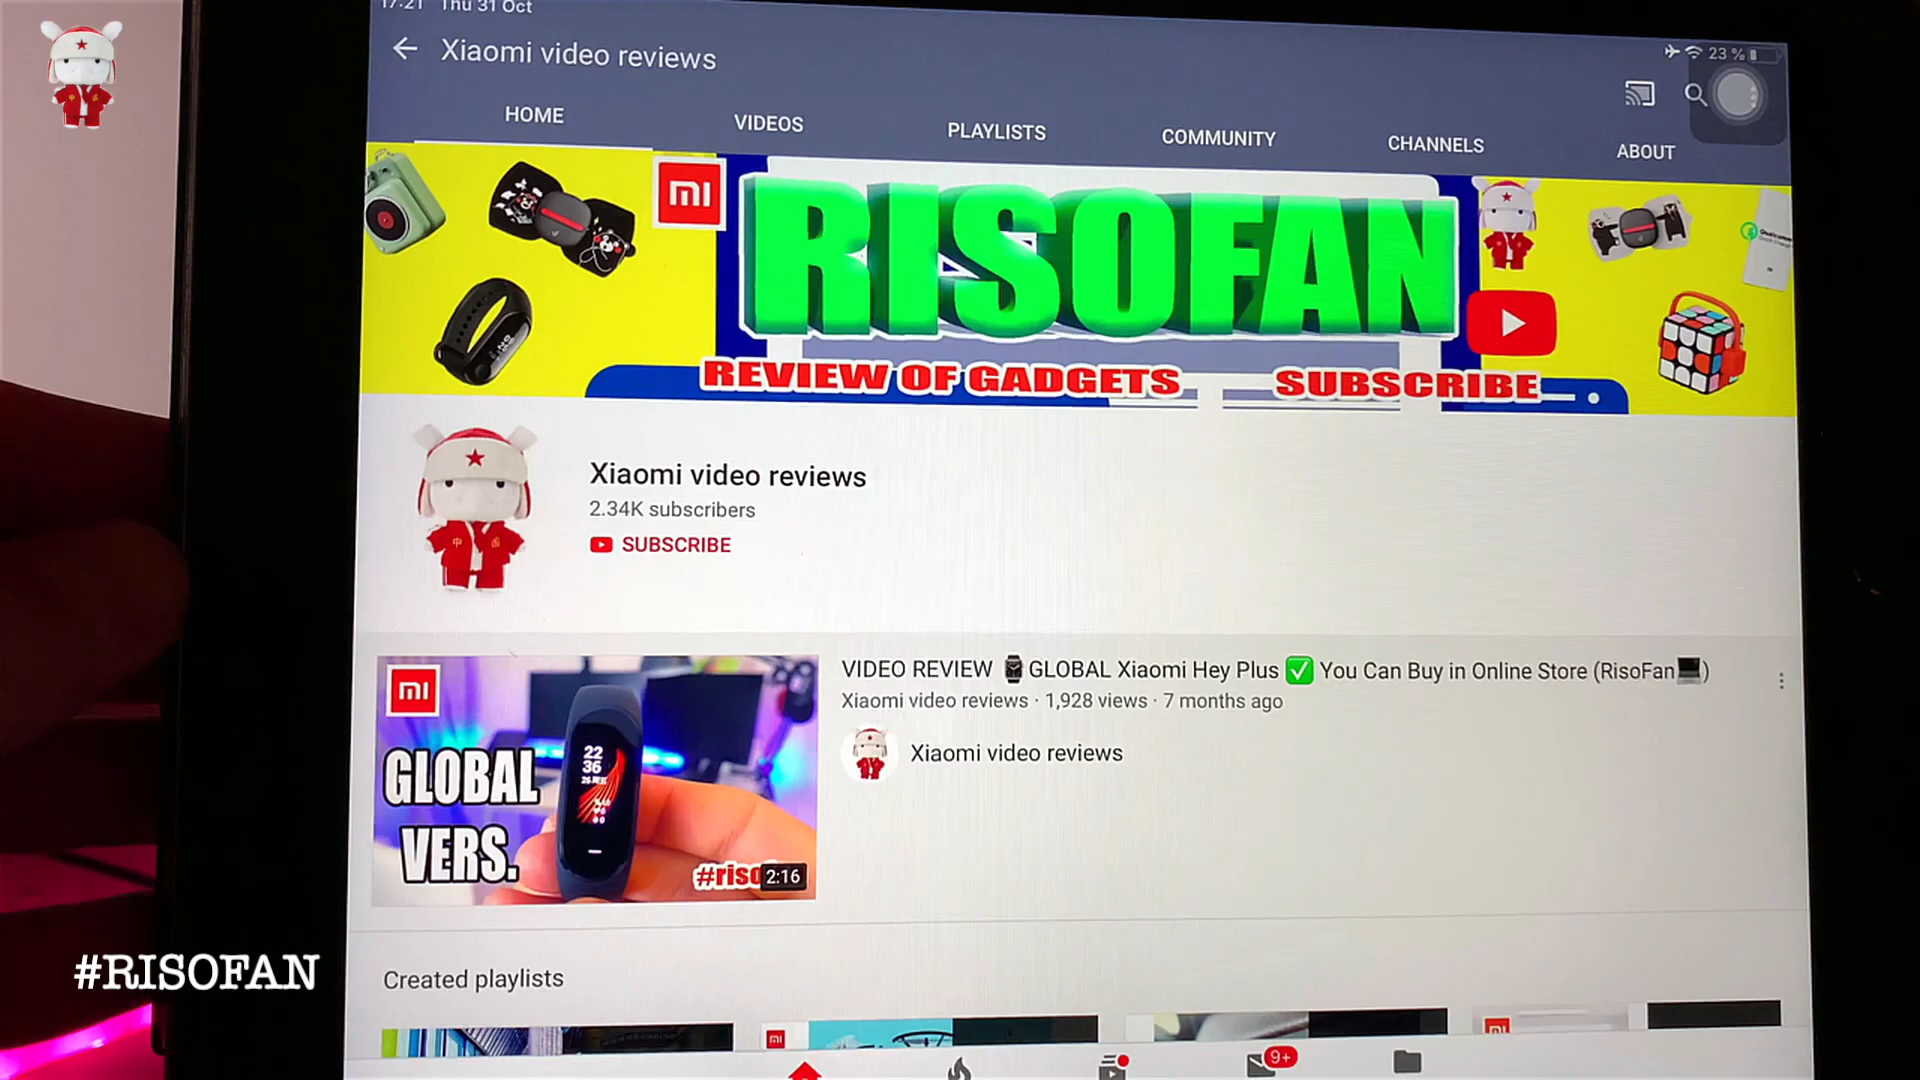 17:21 Thu 31 Oct
Xiaomi video reviews
23 %
HOME
VIDEOS
PLAYLISTS
COMMUNITY
CHANNELS
ABOUT
RISOFAN
REVIEW OF GADGETS
SUBSCRIBE
Xiaomi video reviews
2.34K subscribers
SUBSCRIBE
VIDEO REVIEW ⌚GLOBAL Xiaomi Hey Plus ✅ You Can Buy in Online Store (RisoFan💻)
Xiaomi video reviews · 1,928 views · 7 months ago
Xiaomi video reviews
GLOBAL
VERS.
22
36
#riso
2:16
#RISOFAN
Created playlists
9+